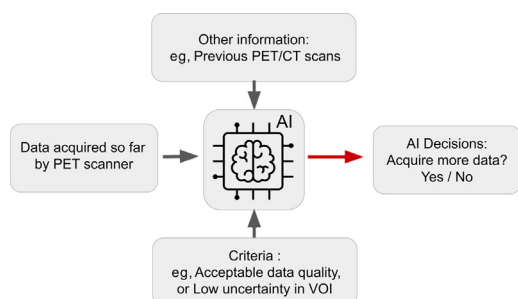 Other information:
eg, Previous PET/CT scans
AI
Data acquired so far
by PET scanner
AI Decisions:
Acquire more data?
Yes / No
Criteria :
eg, Acceptable data quality,
or Low uncertainty in VOI